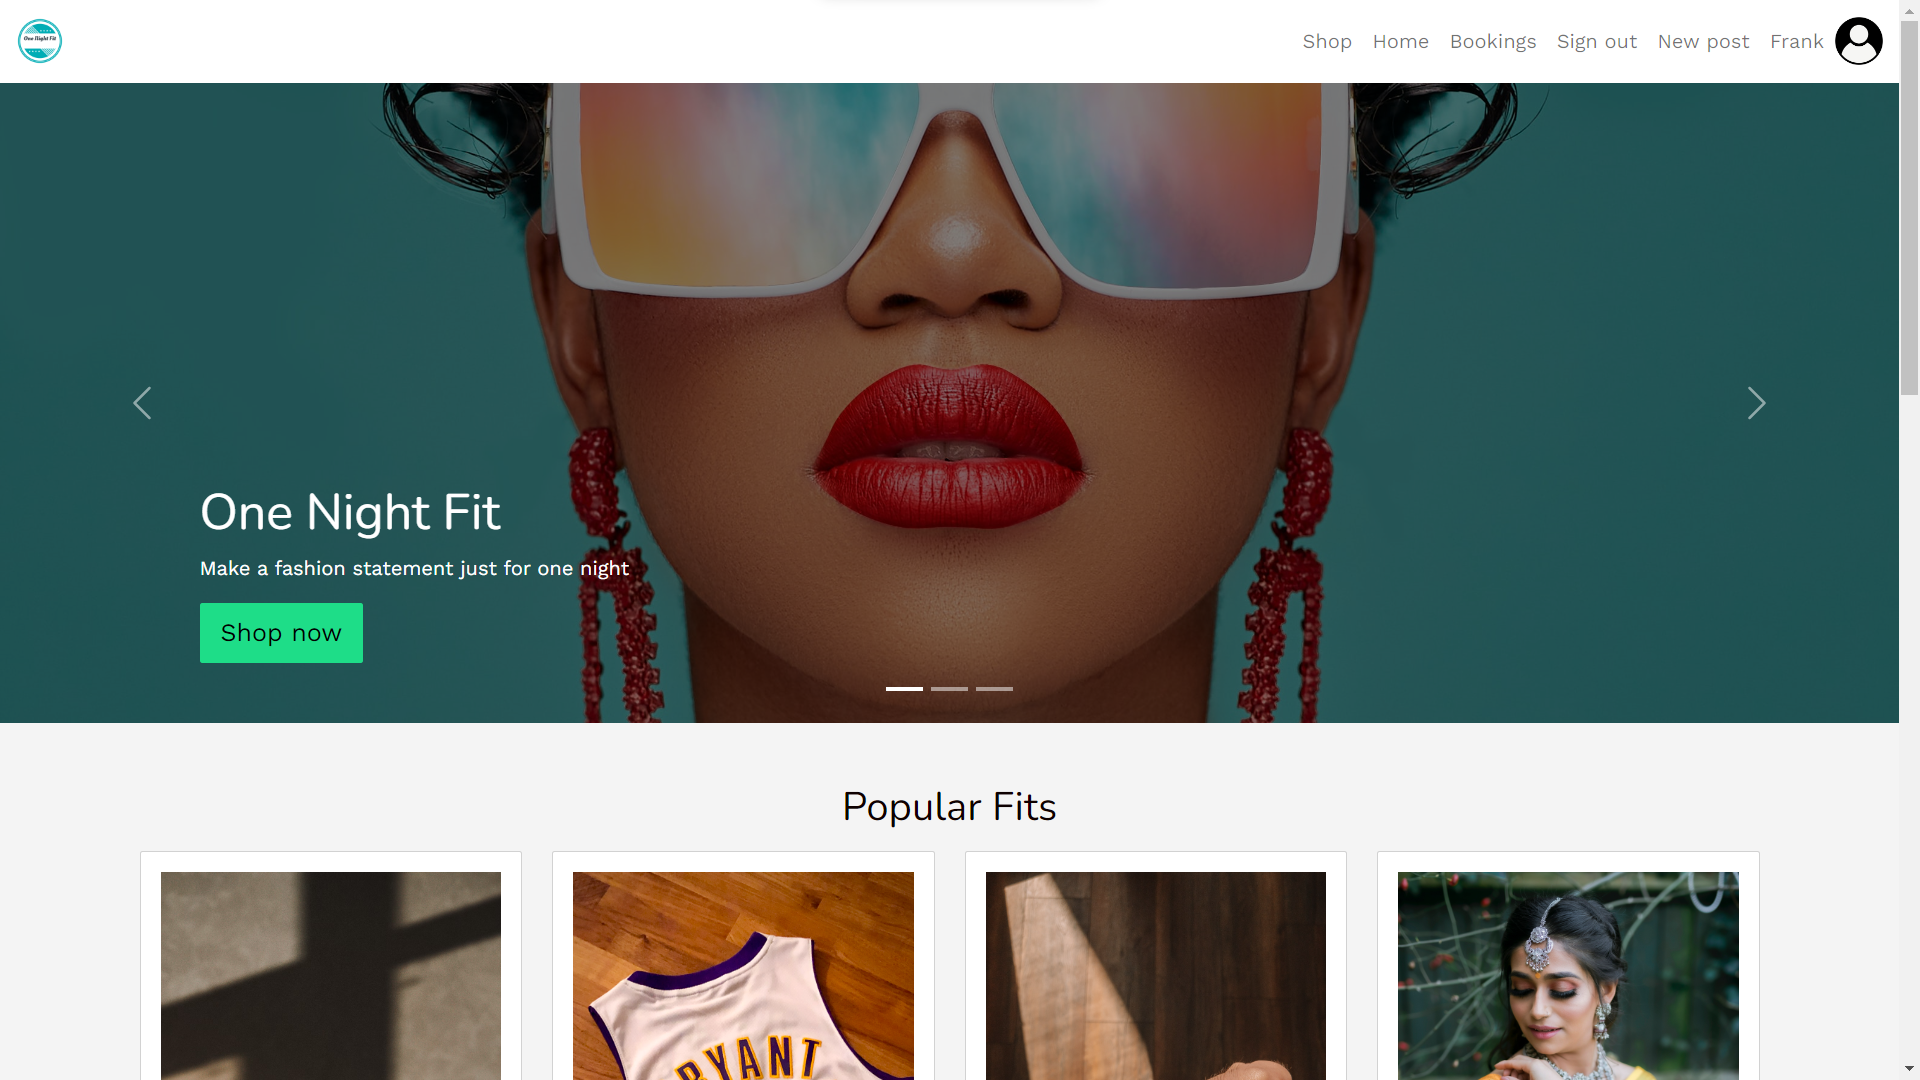 One Night Fit
Shop Home Bookings Sign out New post Frank
One Night Fit
Make a fashion statement just for one night
Shop now
Popular Fits
BRYANT